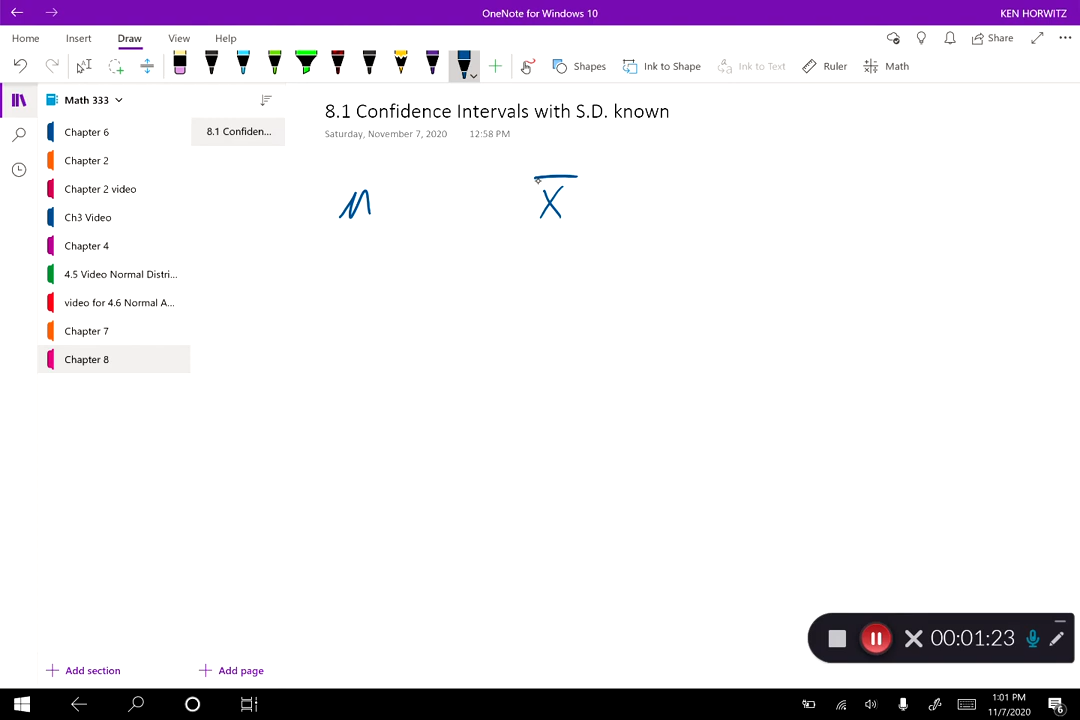 OneNote for Windows 10
KEN HORWITZ
Home Insert Draw View Help
Share
Shapes Ink to Shape Ink to Text Ruler Math
Math 333
8.1 Confiden...
Chapter 6
Chapter 2
Chapter 2 video
Ch3 Video
Chapter 4
4.5 Video Normal Distri...
video for 4.6 Normal A...
Chapter 7
Chapter 8
8.1 Confidence Intervals with S.D. known
Saturday, November 7, 2020 12:58 PM
μ X̅
00:01:23
Add section Add page
1:01 PM
11/7/2020
6